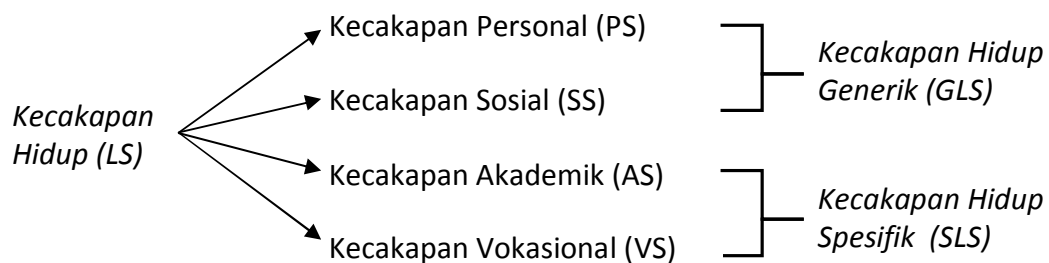 Kecakapan Personal (PS)
Kecakapan Sosial (SS)
Kecakapan Hidup
Generik (GLS)
Kecakapan
Hidup (LS)
Kecakapan Akademik (AS)
Kecakapan Vokasional (VS)
Kecakapan Hidup
Spesifik (SLS)